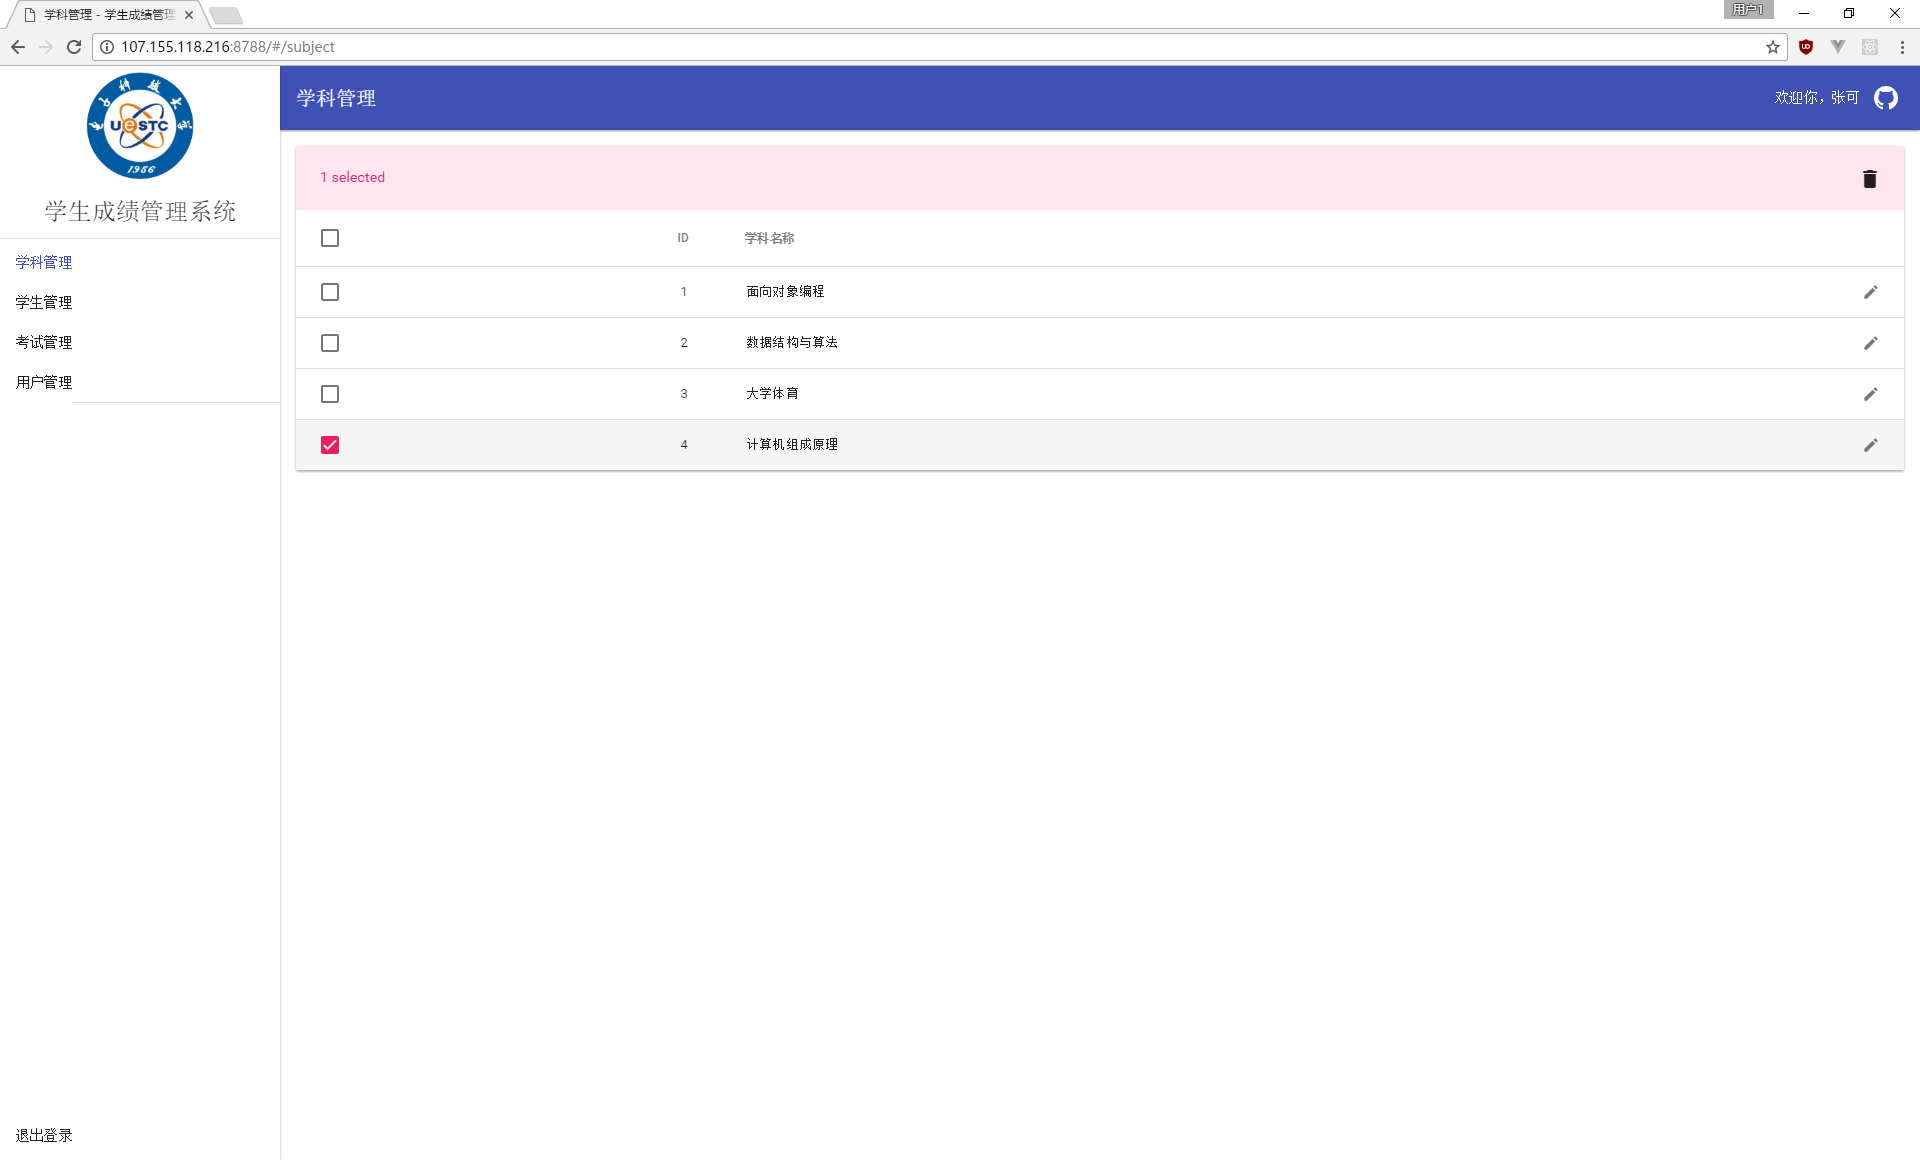 学科管理 - 学生成绩管理
用户1
107.155.118.216:8788/#/subject
UeSTC
1956
学生成绩管理系统
学科管理
学生管理
考试管理
用户管理
退出登录
学科管理
欢迎你，张可
1 selected
ID 学科名称
1 面向对象编程
2 数据结构与算法
3 大学体育
4 计算机组成原理